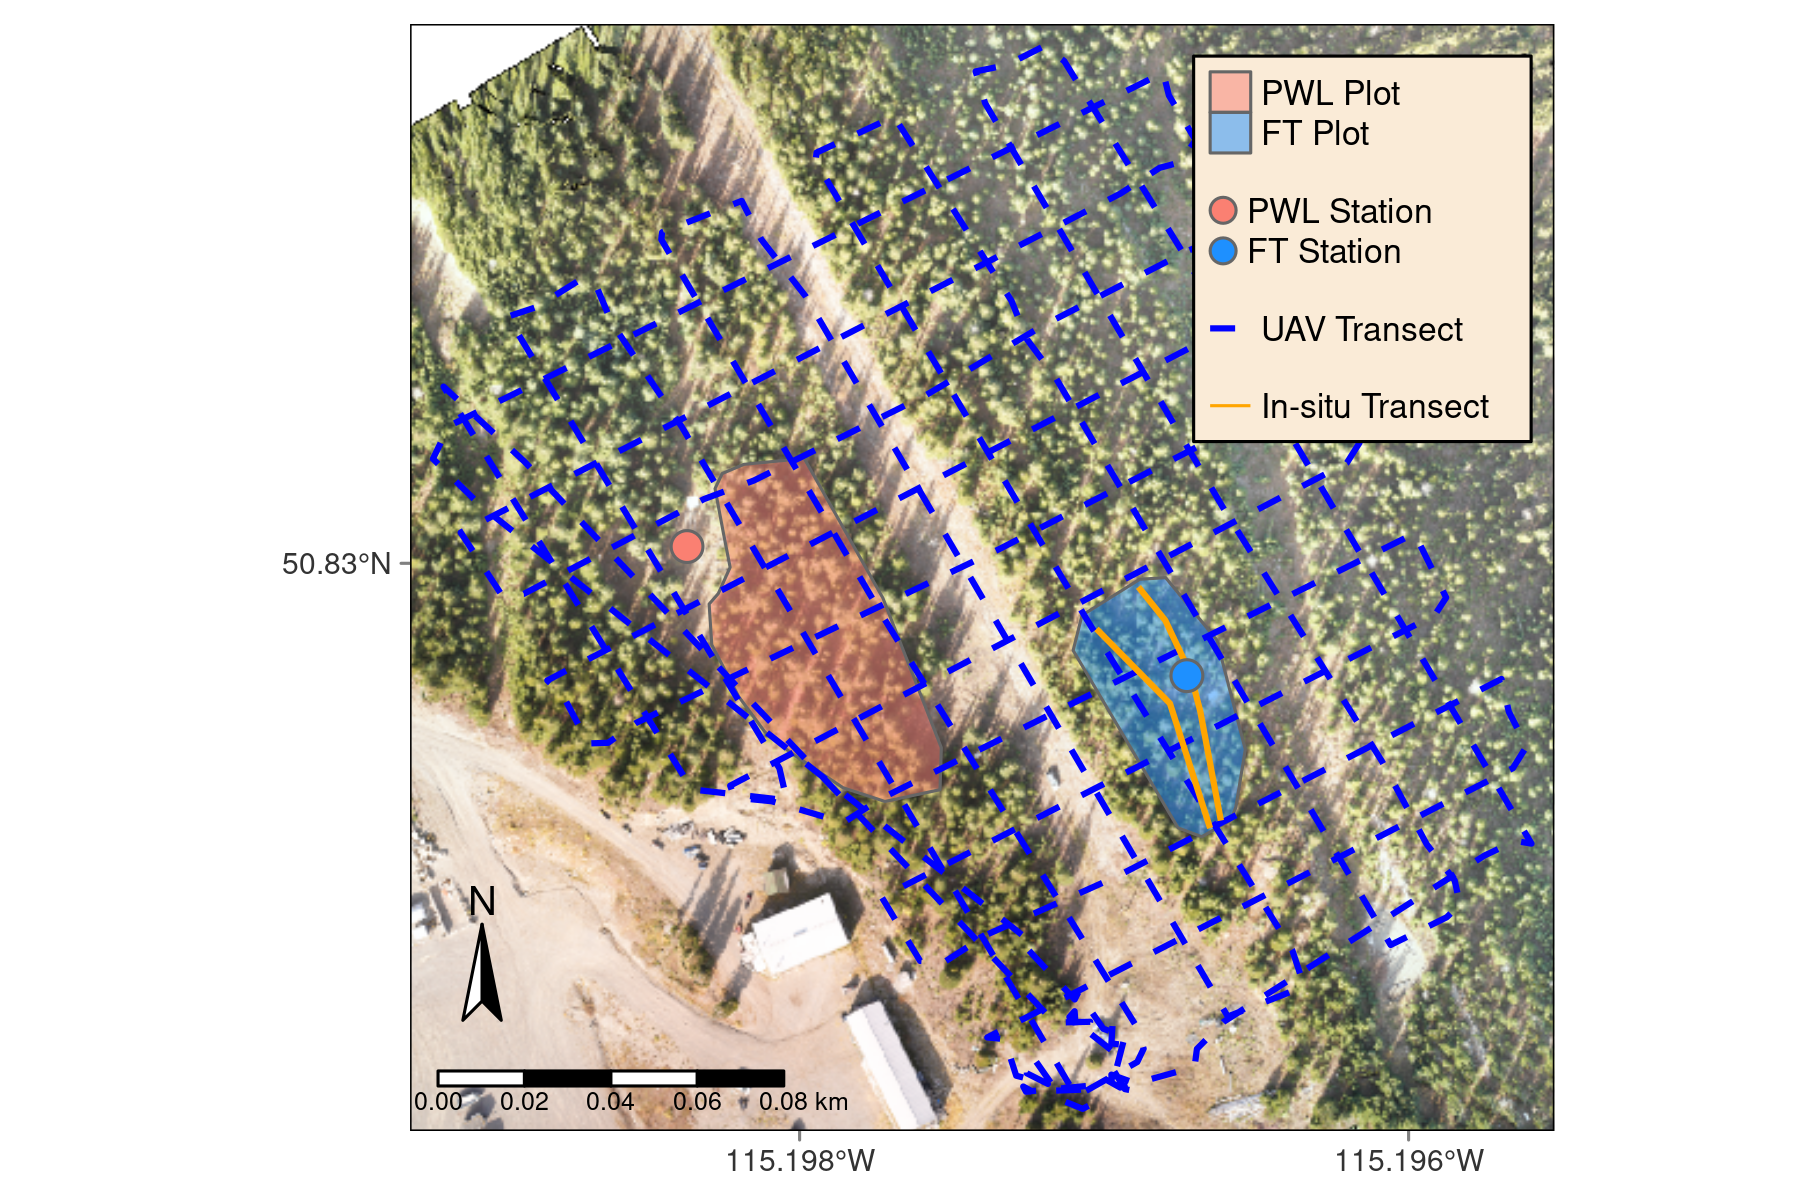 PWL Plot
FT Plot
PWL Station
FT Station
UAV Transect
In-situ Transect
50.83°N
N
0.00 0.02 0.04 0.06 0.08 km
115.198°W 115.196°W